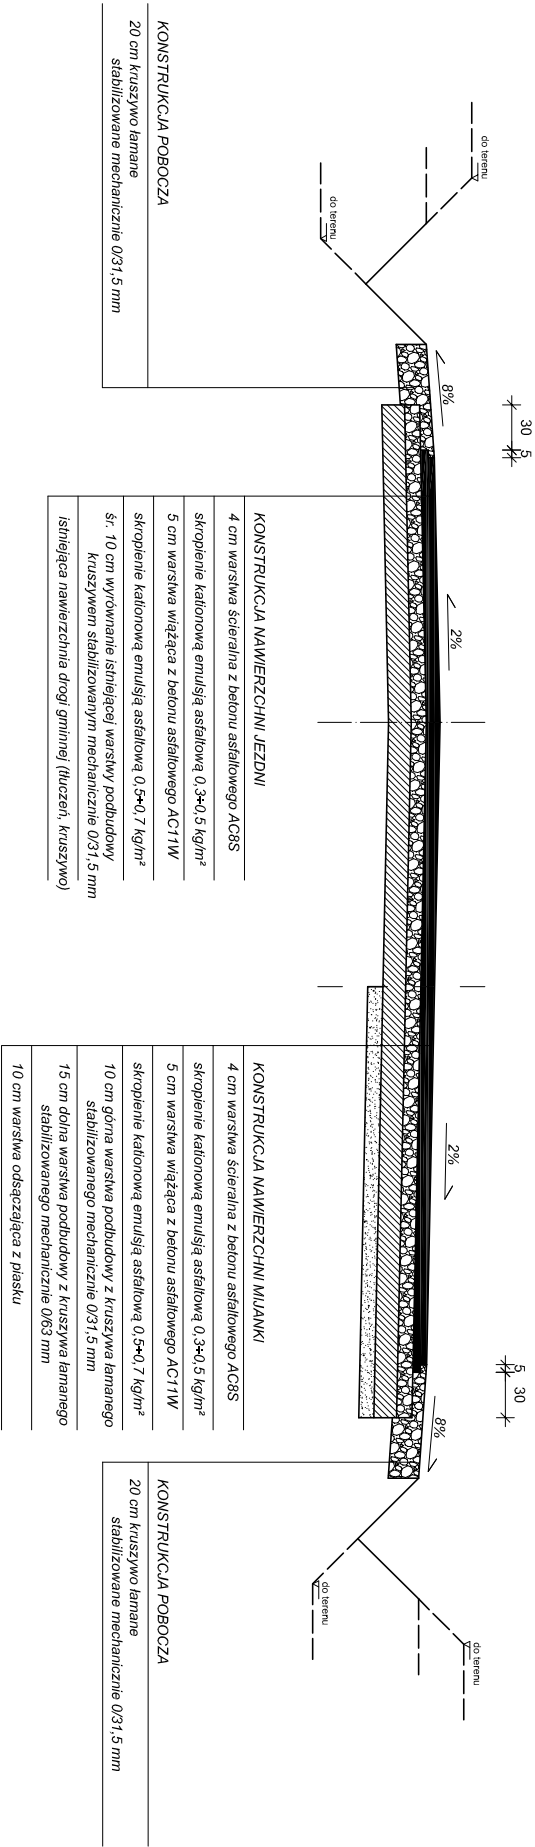 do terenu
do terenu
8%
30
5
2%
2%
5
30
8%
do terenu
do terenu
KONSTRUKCJA POBOCZA
20 cm kruszywo łamane
stabilizowane mechanicznie 0/31,5 mm
KONSTRUKCJA NAWIERZCHNI JEZDNI
4 cm warstwa ścieralna z betonu asfaltowego AC8S
skropienie kationową emulsją asfaltową 0,3÷0,5 kg/m²
5 cm warstwa wiążąca z betonu asfaltowego AC11W
skropienie kationową emulsją asfaltową 0,5÷0,7 kg/m²
śr. 10 cm wyrównanie istniejącej warstwy podbudowy
kruszywem stabilizowanym mechanicznie 0/31,5 mm
istniejąca nawierzchnia drogi gminnej (tłuczeń, kruszywo)
KONSTRUKCJA NAWIERZCHNI MIJANKI
4 cm warstwa ścieralna z betonu asfaltowego AC8S
skropienie kationową emulsją asfaltową 0,3÷0,5 kg/m²
5 cm warstwa wiążąca z betonu asfaltowego AC11W
skropienie kationową emulsją asfaltową 0,5÷0,7 kg/m²
10 cm górna warstwa podbudowy z kruszywa łamanego
stabilizowanego mechanicznie 0/31,5 mm
15 cm dolna warstwa podbudowy z kruszywa łamanego
stabilizowanego mechanicznie 0/63 mm
10 cm warstwa odsączająca z piasku
KONSTRUKCJA POBOCZA
20 cm kruszywo łamane
stabilizowane mechanicznie 0/31,5 mm